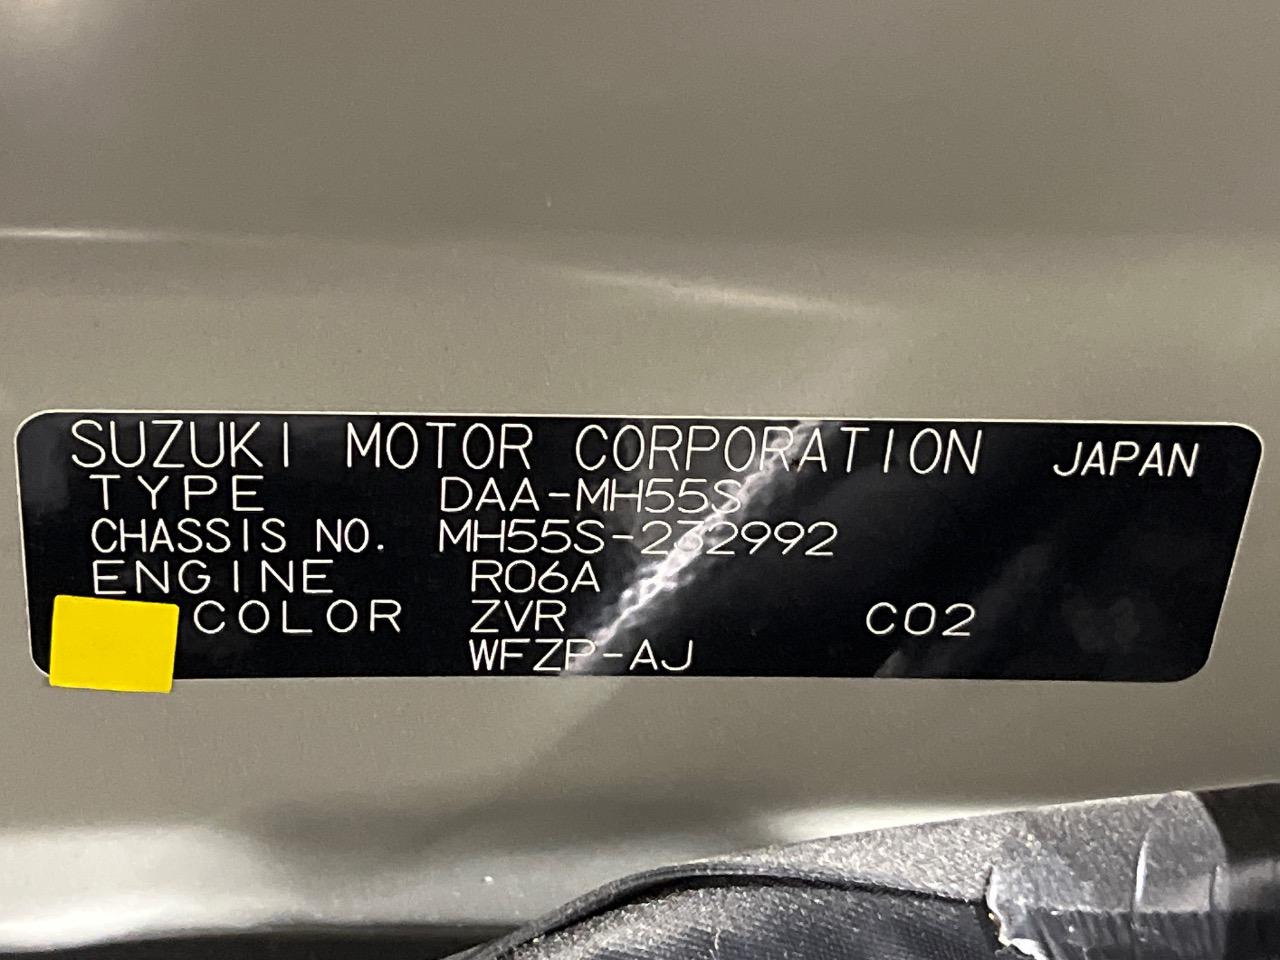 SUZUKI MOTOR CORPORATION JAPAN
TYPE DAA-MH55S
CHASSIS NO. MH55S-232992
ENGINE R06A
COLOR ZVR C02
WFZP-AJ